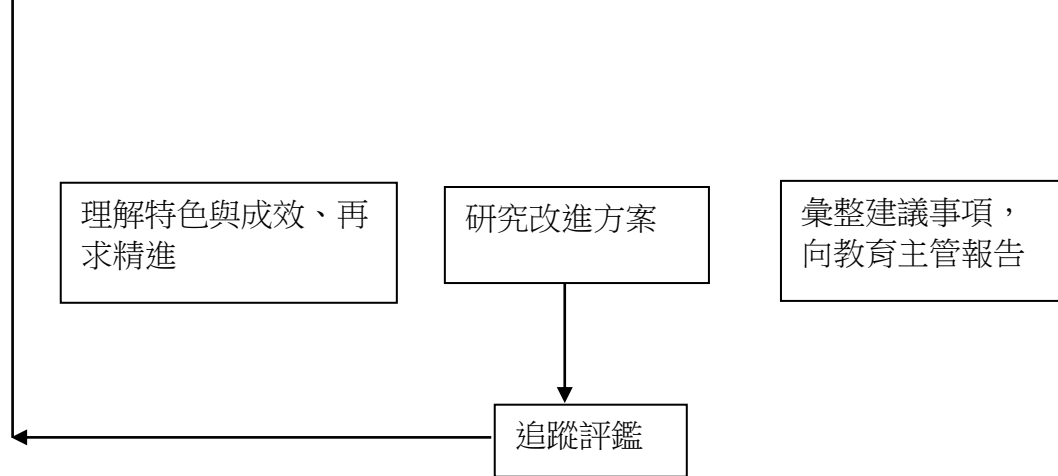 理解特色與成效、再
求精進
研究改進方案
彙整建議事項，
向教育主管報告
追蹤評鑑